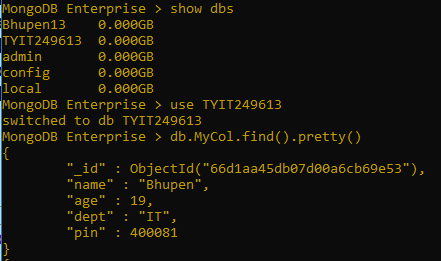 MongoDB Enterprise > show dbs
Bhupen13     0.000GB
TYIT249613  0.000GB
admin        0.000GB
config       0.000GB
local        0.000GB
MongoDB Enterprise > use TYIT249613
switched to db TYIT249613
MongoDB Enterprise > db.MyCol.find().pretty()
{
        "_id" : ObjectId("66d1aa45db07d00a6cb69e53"),
        "name" : "Bhupen",
        "age" : 19,
        "dept" : "IT",
        "pin" : 400081
}